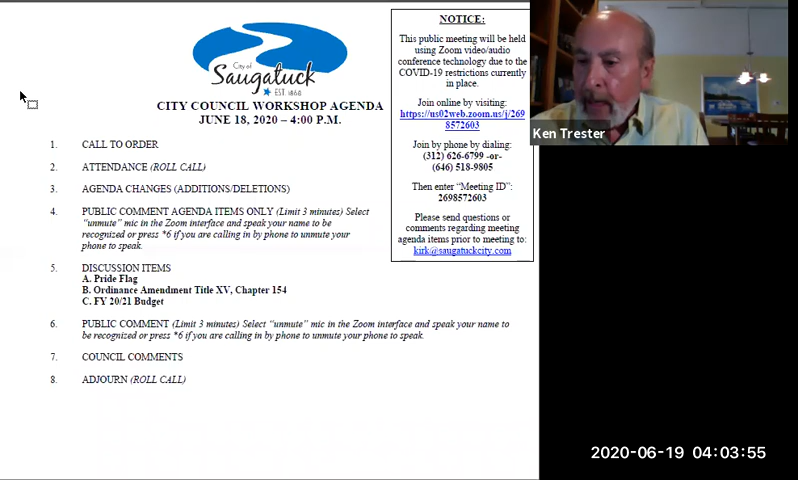 City of
Saugatuck
EST. 1868
CITY COUNCIL WORKSHOP AGENDA
JUNE 18, 2020 – 4:00 P.M.
1. CALL TO ORDER
2. ATTENDANCE (ROLL CALL)
3. AGENDA CHANGES (ADDITIONS/DELETIONS)
4. PUBLIC COMMENT AGENDA ITEMS ONLY (Limit 3 minutes) Select
"unmute" mic in the Zoom interface and speak your name to be
recognized or press *6 if you are calling in by phone to unmute your
phone to speak.
5. DISCUSSION ITEMS
A. Pride Flag
B. Ordinance Amendment Title XV, Chapter 154
C. FY 20/21 Budget
6. PUBLIC COMMENT (Limit 3 minutes) Select "unmute" mic in the Zoom interface and speak your name to
be recognized or press *6 if you are calling in by phone to unmute your phone to speak.
7. COUNCIL COMMENTS
8. ADJOURN (ROLL CALL)
NOTICE:
This public meeting will be held
using Zoom video/audio
conference technology due to the
COVID-19 restrictions currently
in place.
Join online by visiting:
https://us02web.zoom.us/j/269
8572603
Join by phone by dialing:
(312) 626-6799 -or-
(646) 518-9805
Then enter "Meeting ID":
2698572603
Please send questions or
comments regarding meeting
agenda items prior to meeting to:
kirk@saugatuckcity.com
Ken Trester
2020-06-19 04:03:55